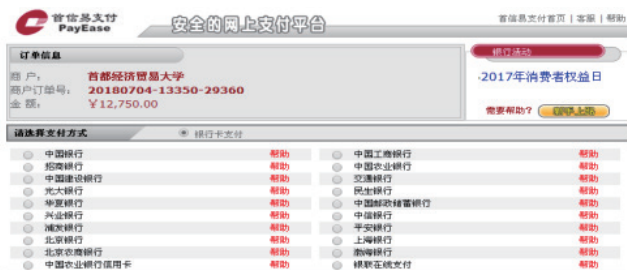 首信易支付
PayEase
安全的网上支付平台
首信易支付首页 | 客服 | 帮助
订单信息
商 户:
首都经济贸易大学
商户订单号:
20180704-13350-29360
金 额:
¥12,750.00
银行活动
·2017年消费者权益日
需要帮助?
请选择支付方式
银行卡支付
中国银行 帮助 中国工商银行 帮助
招商银行 帮助 中国农业银行 帮助
中国建设银行 帮助 交通银行 帮助
光大银行 帮助 民生银行 帮助
华夏银行 帮助 中国邮政储蓄银行 帮助
兴业银行 帮助 中信银行 帮助
浦发银行 帮助 平安银行 帮助
北京银行 帮助 上海银行 帮助
北京农商银行 帮助 渤海银行 帮助
中国农业银行信用卡 帮助 银联在线支付 帮助